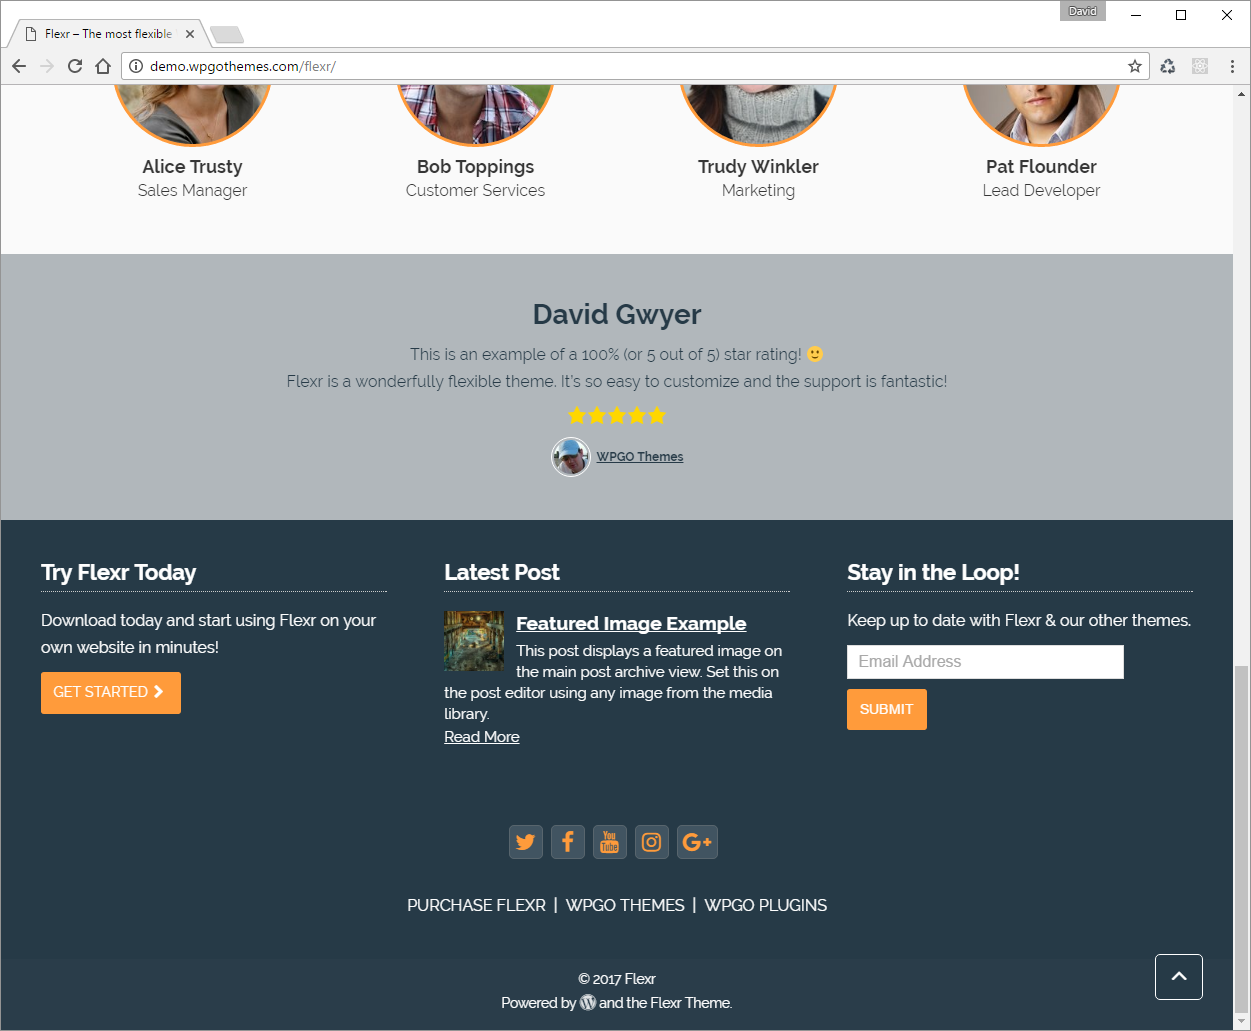 David
Flexr – The most flexible
demo.wpgothemes.com/flexr/
Alice Trusty
Sales Manager
Bob Toppings
Customer Services
Trudy Winkler
Marketing
Pat Flounder
Lead Developer
David Gwyer
This is an example of a 100% (or 5 out of 5) star rating! 🙂
Flexr is a wonderfully flexible theme. It's so easy to customize and the support is fantastic!
WPGO Themes
Try Flexr Today
Download today and start using Flexr on your
own website in minutes!
GET STARTED
Latest Post
Featured Image Example
This post displays a featured image on
the main post archive view. Set this on
the post editor using any image from the media
library.
Read More
Stay in the Loop!
Keep up to date with Flexr & our other themes.
Email Address
SUBMIT
You Tube
G+
PURCHASE FLEXR | WPGO THEMES | WPGO PLUGINS
© 2017 Flexr
Powered by and the Flexr Theme.